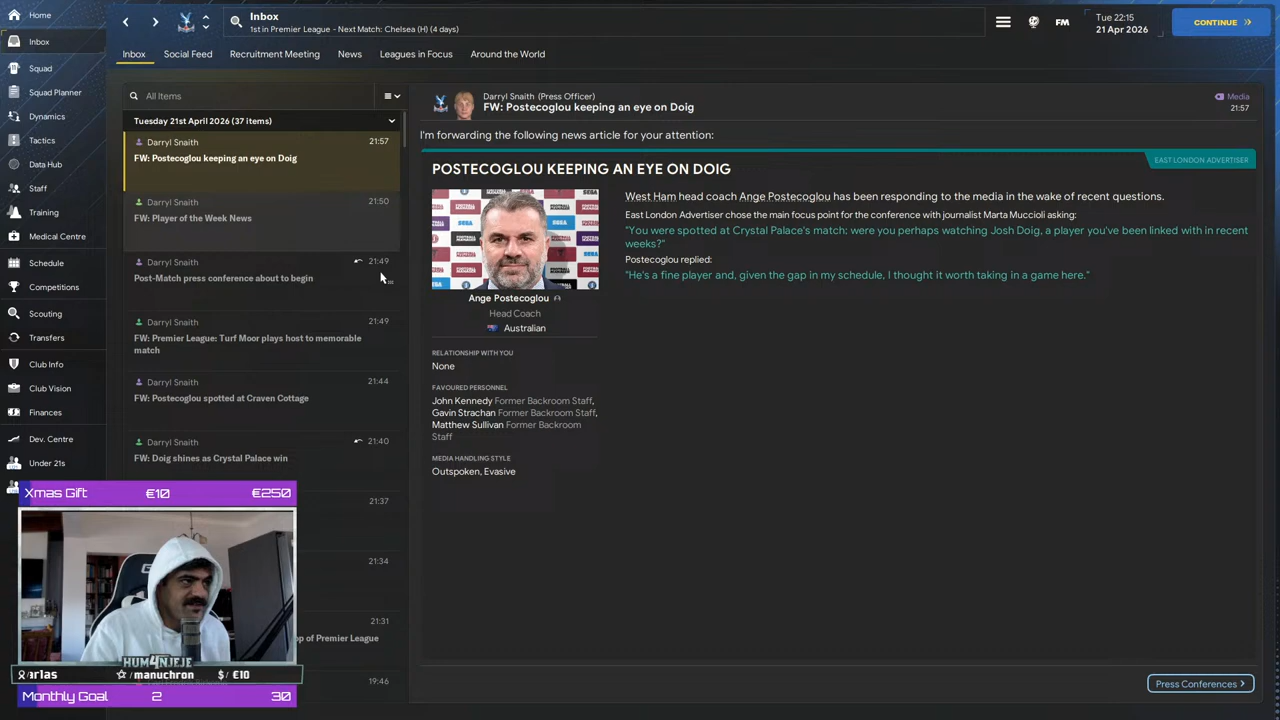 Home
Inbox
Squad
Squad Planner
Dynamics
Tactics
Data Hub
Staff
Training
Medical Centre
Schedule
Competitions
Scouting
Transfers
Club Info
Club Vision
Finances
Dev. Centre
Under 21s
Inbox
1st in Premier League - Next Match: Chelsea (H) (4 days)
FM
Tue 22:15
21 Apr 2026
CONTINUE
Inbox
Social Feed
Recruitment Meeting
News
Leagues in Focus
Around the World
All Items
Tuesday 21st April 2026 (37 items)
Darryl Snaith
21:57
FW: Postecoglou keeping an eye on Doig
Darryl Snaith
21:50
FW: Player of the Week News
Darryl Snaith
21:49
Post-Match press conference about to begin
Darryl Snaith
21:49
FW: Premier League: Turf Moor plays host to memorable
match
Darryl Snaith
21:44
FW: Postecoglou spotted at Craven Cottage
Darryl Snaith
21:40
FW: Doig shines as Crystal Palace win
21:37
21:34
21:31
op of Premier League
19:46
Darryl Snaith (Press Officer)
FW: Postecoglou keeping an eye on Doig
Media
21:57
I'm forwarding the following news article for your attention:
EAST LONDON ADVERTISER
POSTECOGLOU KEEPING AN EYE ON DOIG
Ange Postecoglou
Head Coach
Australian
RELATIONSHIP WITH YOU
None
FAVOURED PERSONNEL
John Kennedy Former Backroom Staff,
Gavin Strachan Former Backroom Staff,
Matthew Sullivan Former Backroom
Staff
MEDIA HANDLING STYLE
Outspoken, Evasive
West Ham head coach Ange Postecoglou has been responding to the media in the wake of recent questions.
East London Advertiser chose the main focus point for the conference with journalist Marta Muccioli asking:
"You were spotted at Crystal Palace's match: were you perhaps watching Josh Doig, a player you've been linked with in recent
weeks?"
Postecoglou replied:
"He's a fine player and, given the gap in my schedule, I thought it worth taking in a game here."
Press Conferences
Xmas Gift €10 €250
HUM4NJEJE
arlas /manuchron $/ €10
Monthly Goal 2 30